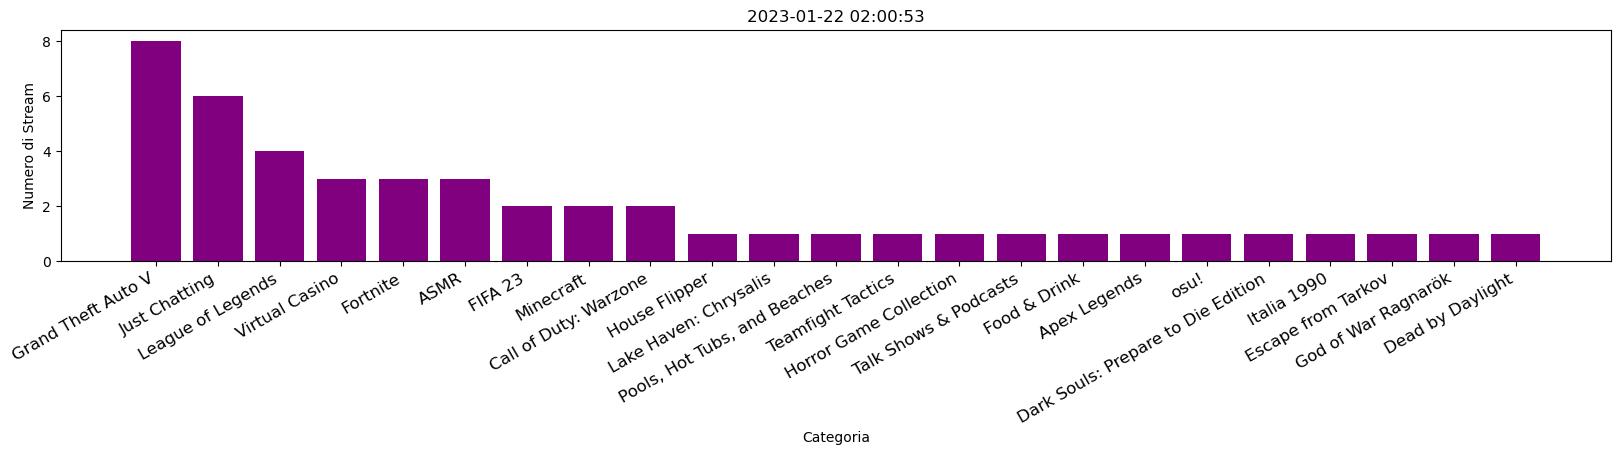 2023-01-22 02:00:53
Numero di Stream
8
6
4
2
0
Grand Theft Auto V
Just Chatting
League of Legends
Virtual Casino
Fortnite
ASMR
FIFA 23
Minecraft
Call of Duty: Warzone
House Flipper
Lake Haven: Chrysalis
Pools, Hot Tubs, and Beaches
Teamfight Tactics
Horror Game Collection
Talk Shows & Podcasts
Food & Drink
Apex Legends
osu!
Dark Souls: Prepare to Die Edition
Italia 1990
Escape from Tarkov
God of War Ragnarök
Dead by Daylight
Categoria